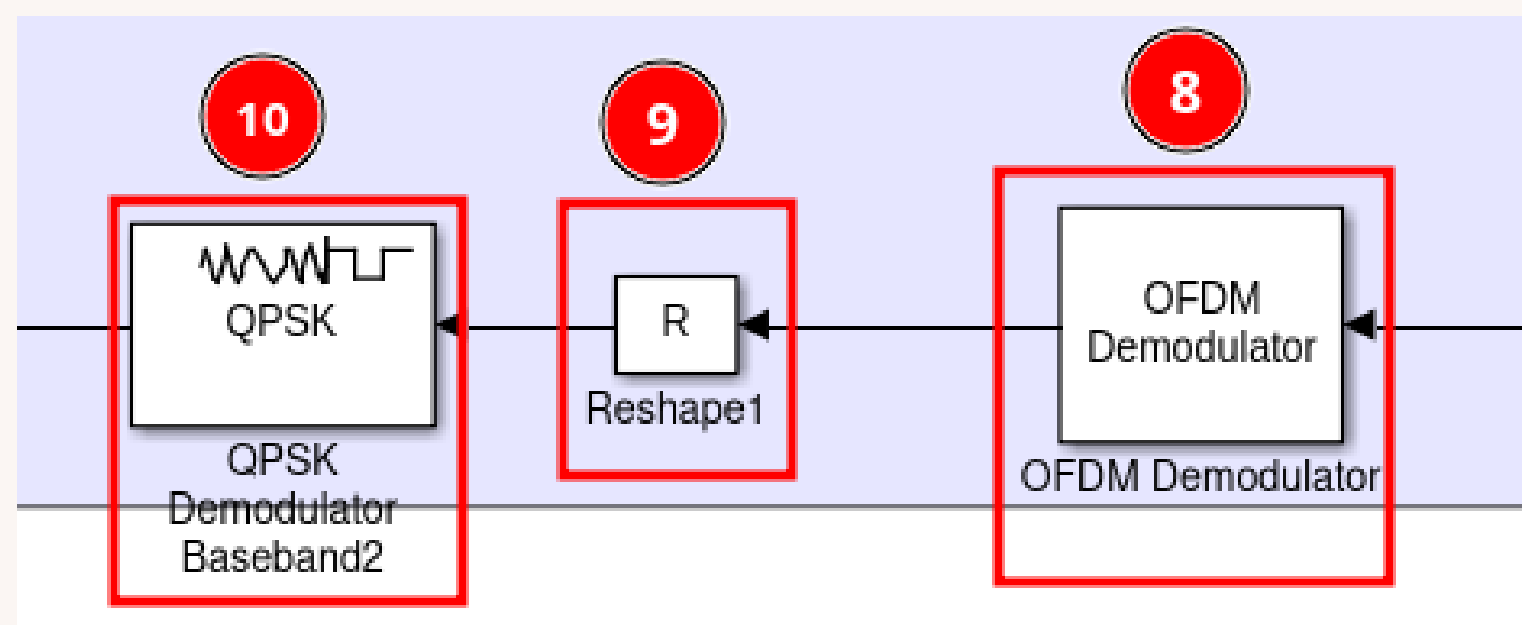 10
9
8
QPSK
R
OFDM
Demodulator
QPSK
Demodulator
Baseband2
Reshape1
OFDM Demodulator